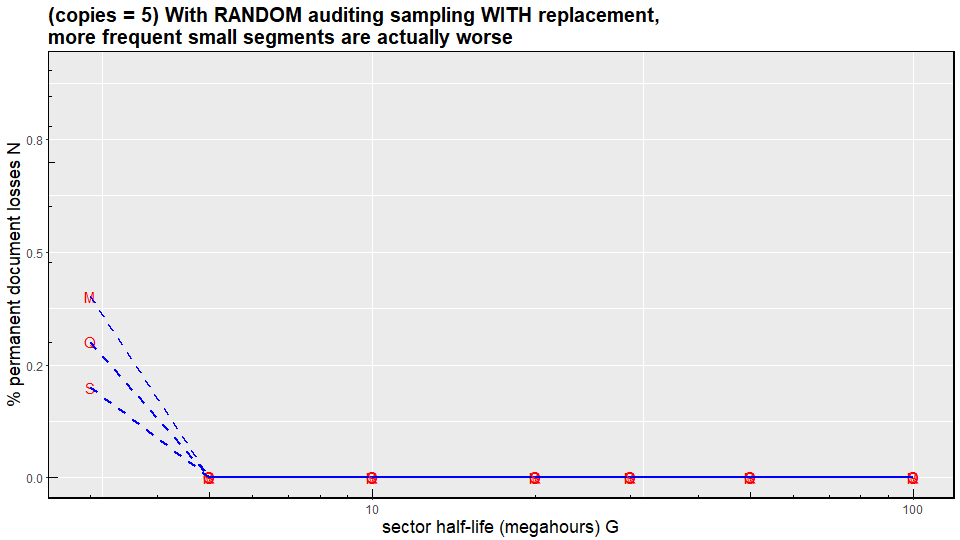 (copies = 5) With RANDOM auditing sampling WITH replacement,
more frequent small segments are actually worse
% permanent document losses N
0.8
0.5
0.2
0.0
M
O
S
10
100
sector half-life (megahours) G